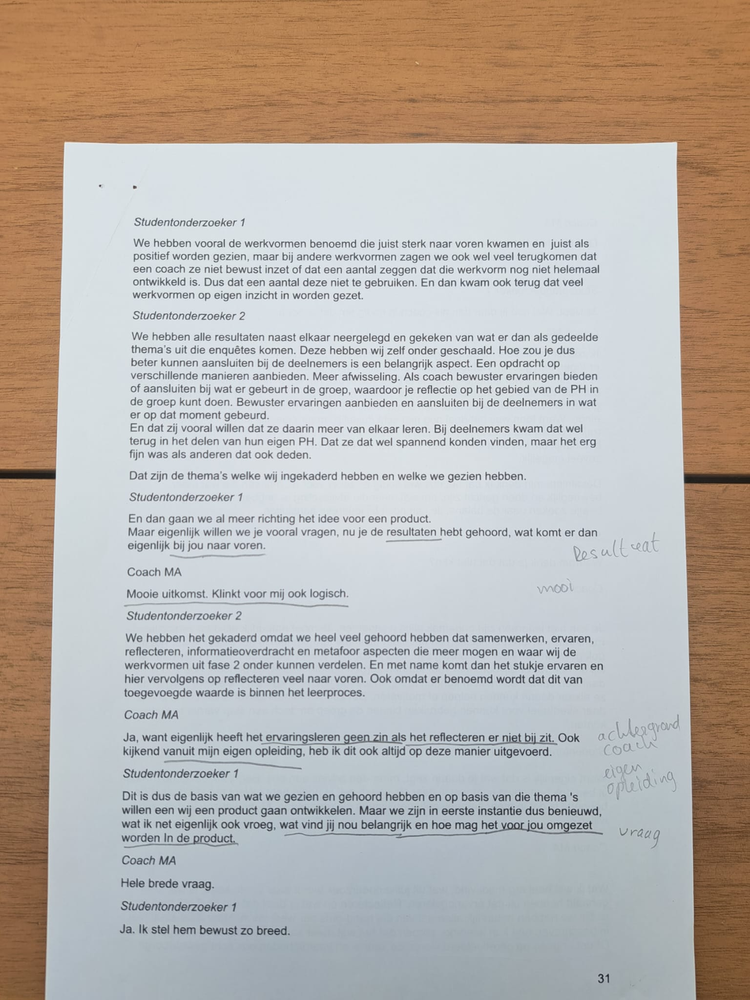 Studentonderzoeker 1
We hebben vooral de werkvormen benoemd die juist sterk naar voren kwamen en  juist als
positief worden gezien, maar bij andere werkvormen zagen we ook wel veel terugkomen dat
een coach ze niet bewust inzet of dat een aantal zeggen dat die werkvorm nog niet helemaal
ontwikkeld is. Dus dat een aantal deze niet te gebruiken. En dan kwam ook terug dat veel
werkvormen op eigen inzicht in worden gezet.
Studentonderzoeker 2
We hebben alle resultaten naast elkaar neergelegd en gekeken van wat er dan als gedeelde
thema's uit die enquêtes komen. Deze hebben wij zelf onder geschaald. Hoe zou je dus
beter kunnen aansluiten bij de deelnemers is een belangrijk aspect. Een opdracht op
verschillende manieren aanbieden. Meer afwisseling. Als coach bewuster ervaringen bieden
of aansluiten bij wat er gebeurt in de groep, waardoor je reflectie op het gebied van de PH in
de groep kunt doen. Bewuster ervaringen aanbieden en aansluiten bij de deelnemers in wat
er op dat moment gebeurd.
En dat zij vooral willen dat ze daarin meer van elkaar leren. Bij deelnemers kwam dat wel
terug in het delen van hun eigen PH. Dat ze dat wel spannend konden vinden, maar het erg
fijn was als anderen dat ook deden.
Dat zijn de thema's welke wij ingekaderd hebben en welke we gezien hebben.
Studentonderzoeker 1
En dan gaan we al meer richting het idee voor een product.
Maar eigenlijk willen we je vooral vragen, nu je de resultaten hebt gehoord, wat komt er dan
eigenlijk bij jou naar voren.
Resultaat
Coach MA
Mooie uitkomst. Klinkt voor mij ook logisch.
mooi
Studentonderzoeker 2
We hebben het gekaderd omdat we heel veel gehoord hebben dat samenwerken, ervaren,
reflecteren, informatieoverdracht en metafoor aspecten die meer mogen en waar wij de
werkvormen uit fase 2 onder kunnen verdelen. En met name komt dan het stukje ervaren en
hier vervolgens op reflecteren veel naar voren. Ook omdat er benoemd wordt dat dit van
toegevoegde waarde is binnen het leerproces.
Coach MA
Ja, want eigenlijk heeft het ervaringsleren geen zin als het reflecteren er niet bij zit. Ook
kijkend vanuit mijn eigen opleiding, heb ik dit ook altijd op deze manier uitgevoerd.
achtergrond
coach
eigen
opleiding
Studentonderzoeker 1
Dit is dus de basis van wat we gezien en gehoord hebben en op basis van die thema 's
willen een wij een product gaan ontwikkelen. Maar we zijn in eerste instantie dus benieuwd,
wat ik net eigenlijk ook vroeg, wat vind jij nou belangrijk en hoe mag het voor jou omgezet
worden In de product.
vraag
Coach MA
Hele brede vraag.
Studentonderzoeker 1
Ja. Ik stel hem bewust zo breed.
31